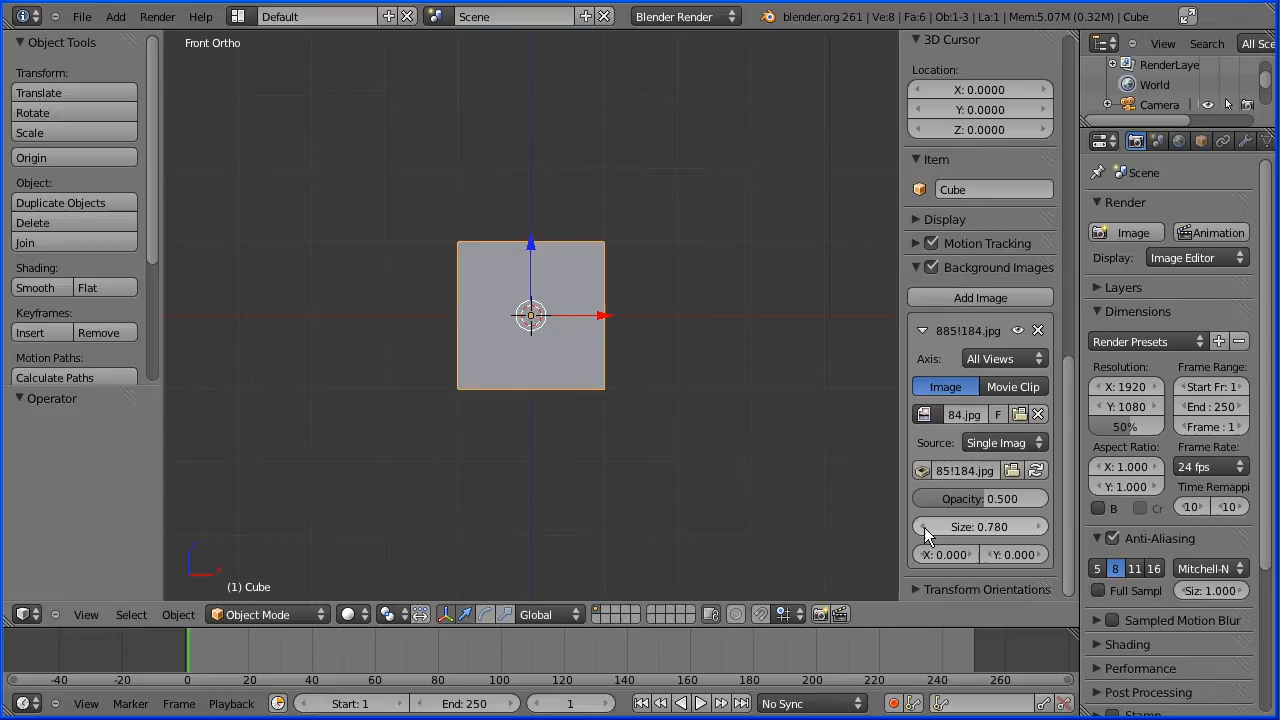 File Add Render Help Default Scene Blender Render blender.org 261 | Ve:8 | Fa:6 | Ob:1-3 | La:1 | Mem:5.07M (0.32M) | Cube
Object Tools
Transform:
Translate
Rotate
Scale
Origin
Object:
Duplicate Objects
Delete
Join
Shading:
Smooth Flat
Keyframes:
Insert Remove
Motion Paths:
Calculate Paths
Operator
Front Ortho
(1) Cube
3D Cursor
Location:
X: 0.0000
Y: 0.0000
Z: 0.0000
Item
Cube
Display
Motion Tracking
Background Images
Add Image
885!184.jpg
Axis: All Views
Image Movie Clip
84.jpg F
Source: Single Imag
85!184.jpg
Opacity: 0.500
Size: 0.780
X: 0.000 Y: 0.000
Transform Orientations
View Search All Sce
RenderLaye
World
Camera
Scene
Render
Image Animation
Display: Image Editor
Layers
Dimensions
Render Presets
Resolution: Frame Range:
X: 1920 Start Fr: 1
Y: 1080 End : 250
50% Frame : 1
Aspect Ratio: Frame Rate:
X: 1.000 24 fps
Y: 1.000 Time Remappi
B Cr 10 10
Anti-Aliasing
5 8 11 16 Mitchell-N
Full Sampl Siz: 1.000
Sampled Motion Blur
Shading
Performance
Post Processing
Stamp
View Select Object Object Mode Global
-40 -20 0 20 40 60 80 100 120 140 160 180 200 220 240 260
View Marker Frame Playback Start: 1 End: 250 1 No Sync